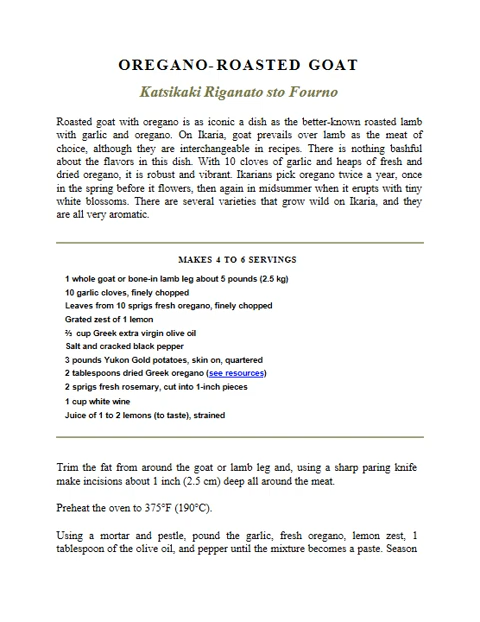 OREGANO-ROASTED GOAT
Katsikaki Riganato sto Fourno
Roasted goat with oregano is as iconic a dish as the better-known roasted lamb
with garlic and oregano. On Ikaria, goat prevails over lamb as the meat of
choice, although they are interchangeable in recipes. There is nothing bashful
about the flavors in this dish. With 10 cloves of garlic and heaps of fresh and
dried oregano, it is robust and vibrant. Ikarians pick oregano twice a year, once
in the spring before it flowers, then again in midsummer when it erupts with tiny
white blossoms. There are several varieties that grow wild on Ikaria, and they
are all very aromatic.
MAKES 4 TO 6 SERVINGS
1 whole goat or bone-in lamb leg about 5 pounds (2.5 kg)
10 garlic cloves, finely chopped
Leaves from 10 sprigs fresh oregano, finely chopped
Grated zest of 1 lemon
⅔ cup Greek extra virgin olive oil
Salt and cracked black pepper
3 pounds Yukon Gold potatoes, skin on, quartered
2 tablespoons dried Greek oregano (see resources)
2 sprigs fresh rosemary, cut into 1-inch pieces
1 cup white wine
Juice of 1 to 2 lemons (to taste), strained
Trim the fat from around the goat or lamb leg and, using a sharp paring knife
make incisions about 1 inch (2.5 cm) deep all around the meat.
Preheat the oven to 375°F (190°C).
Using a mortar and pestle, pound the garlic, fresh oregano, lemon zest, 1
tablespoon of the olive oil, and pepper until the mixture becomes a paste. Season